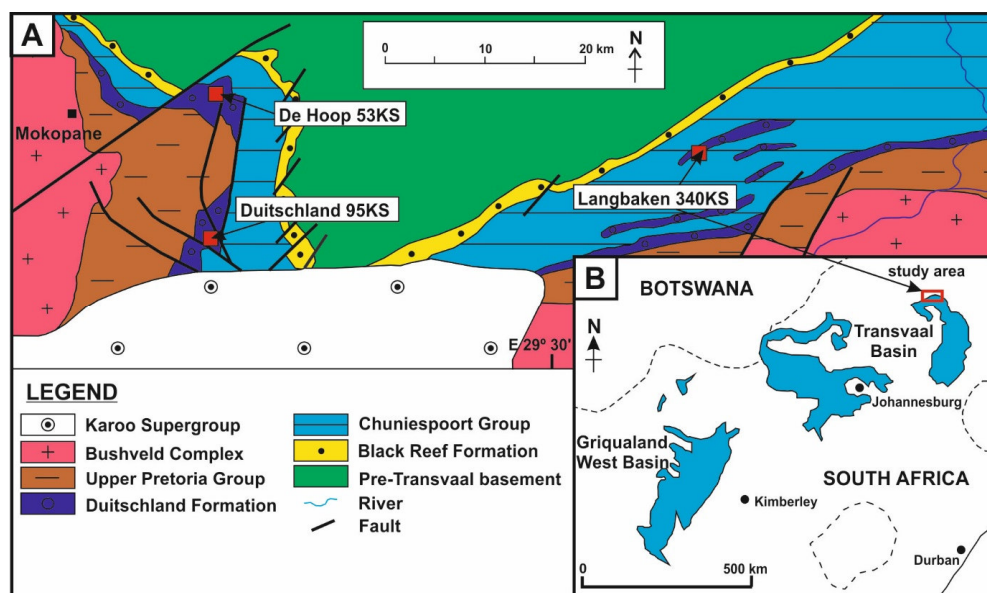 A
0 10 20 km
N
De Hoop 53KS
Mokopane
Duitschland 95KS
Langbaken 340KS
E 29º 30'
LEGEND
Karoo Supergroup
Bushveld Complex
Upper Pretoria Group
Duitschland Formation
Chuniespoort Group
Black Reef Formation
Pre-Transvaal basement
River
Fault
B
BOTSWANA
study area
N
Transvaal
Basin
Johannesburg
Griqualand
West Basin
SOUTH AFRICA
Kimberley
Durban
0 500 km